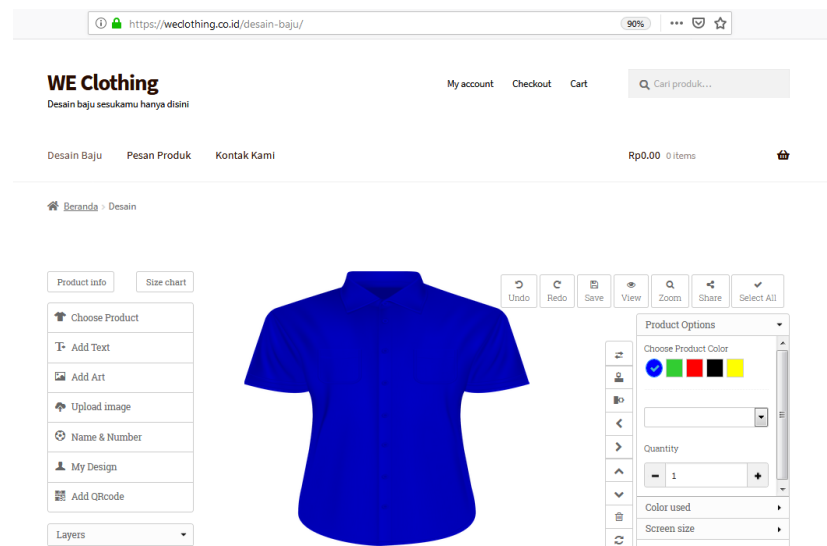 https://weclothing.co.id/desain-baju/
90%
WE Clothing
Desain baju sesukamu hanya disini
My account Checkout Cart
Cari produk...
Desain Baju Pesan Produk Kontak Kami
Rp0.00 0 items
Beranda > Desain
Product info Size chart
Undo Redo Save View Zoom Share Select All
Choose Product
Add Text
Add Art
Upload image
Name & Number
My Design
Add QRcode
Layers
Product Options
Choose Product Color
Quantity
- 1 +
Color used
Screen size